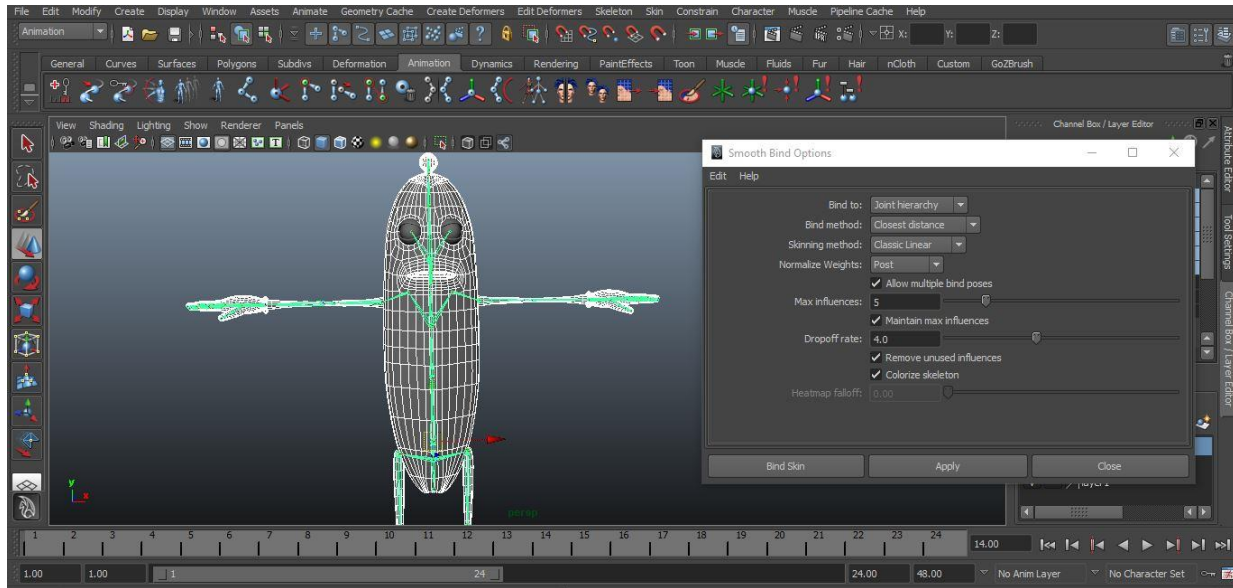 File Edit Modify Create Display Window Assets Animate Geometry Cache Create Deformers Edit Deformers Skeleton Skin Constrain Character Muscle Pipeline Cache Help
Animation X: Y: Z:
General Curves Surfaces Polygons Subdivs Deformation Animation Dynamics Rendering PaintEffects Toon Muscle Fluids Fur Hair nCloth Custom GoZBrush
View Shading Lighting Show Renderer Panels
Channel Box / Layer Editor
Attribute Editor
Tool Settings
Channel Box / Layer Editor
Smooth Bind Options
Edit Help
Bind to: Joint hierarchy
Bind method: Closest distance
Skinning method: Classic Linear
Normalize Weights: Post
Allow multiple bind poses
Max influences: 5
Maintain max influences
Dropoff rate: 4.0
Remove unused influences
Colorize skeleton
Heatmap falloff: 0.00
Bind Skin Apply Close
layer1
y
x
persp
1 2 3 4 5 6 7 8 9 10 11 12 13 14 15 16 17 18 19 20 21 22 23 24 14.00
1.00 1.00 1 24 24.00 48.00 No Anim Layer No Character Set